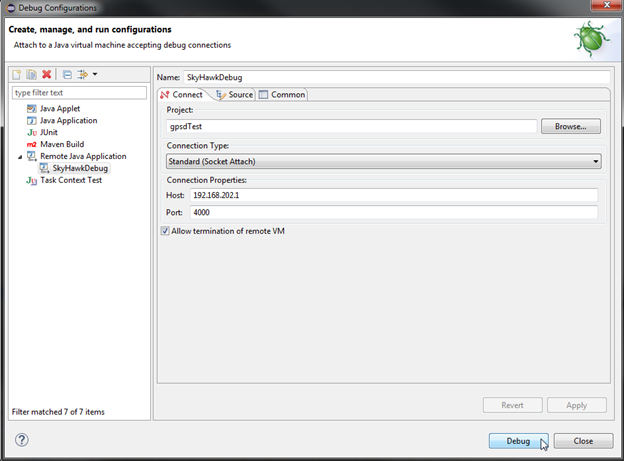 Debug Configurations
Create, manage, and run configurations
Attach to a Java virtual machine accepting debug connections
type filter text
Java Applet
Java Application
JUnit
Maven Build
Remote Java Application
SkyHawkDebug
Task Context Test
Filter matched 7 of 7 items
Name: SkyHawkDebug
Connect Source Common
Project:
gpsdTest Browse...
Connection Type:
Standard (Socket Attach)
Connection Properties:
Host: 192.168.202.1
Port: 4000
Allow termination of remote VM
Revert Apply
? Debug Close